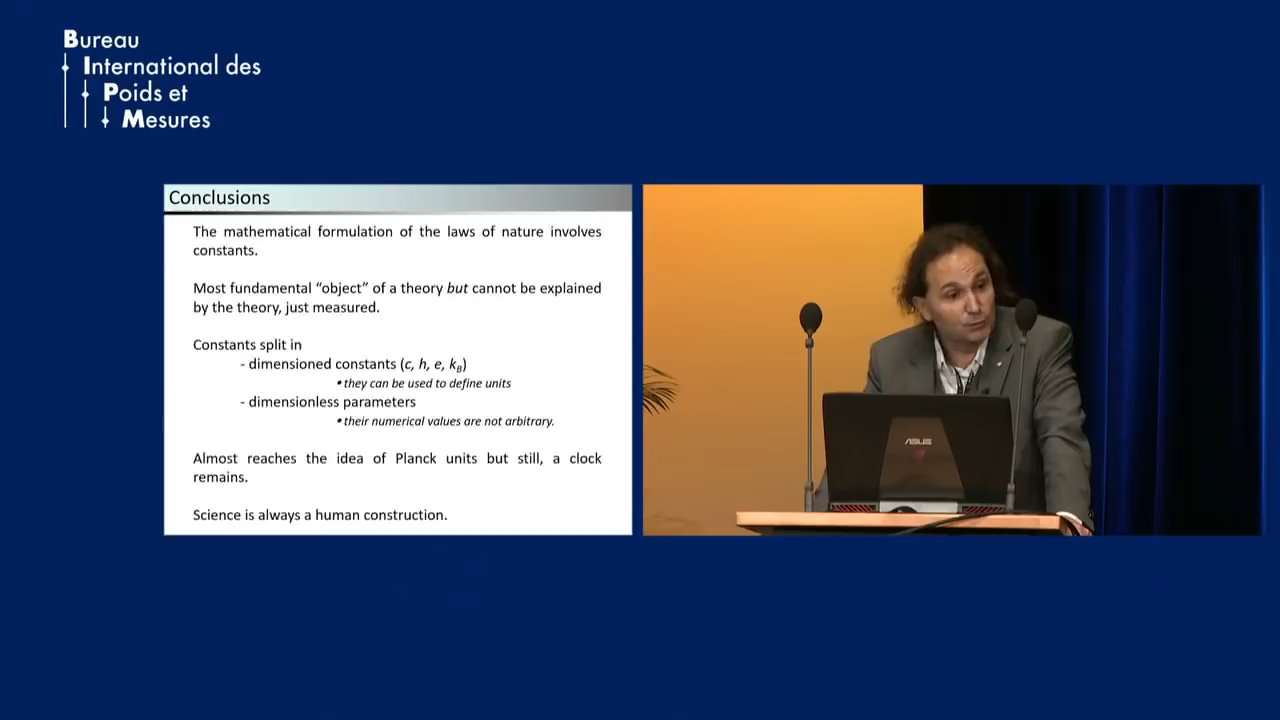 Bureau
International des
Poids et
Mesures
Conclusions
The mathematical formulation of the laws of nature involves
constants.
Most fundamental “object” of a theory but cannot be explained
by the theory, just measured.
Constants split in
- dimensioned constants (c, h, e, kB)
• they can be used to define units
- dimensionless parameters
• their numerical values are not arbitrary.
Almost reaches the idea of Planck units but still, a clock
remains.
Science is always a human construction.
ASUS